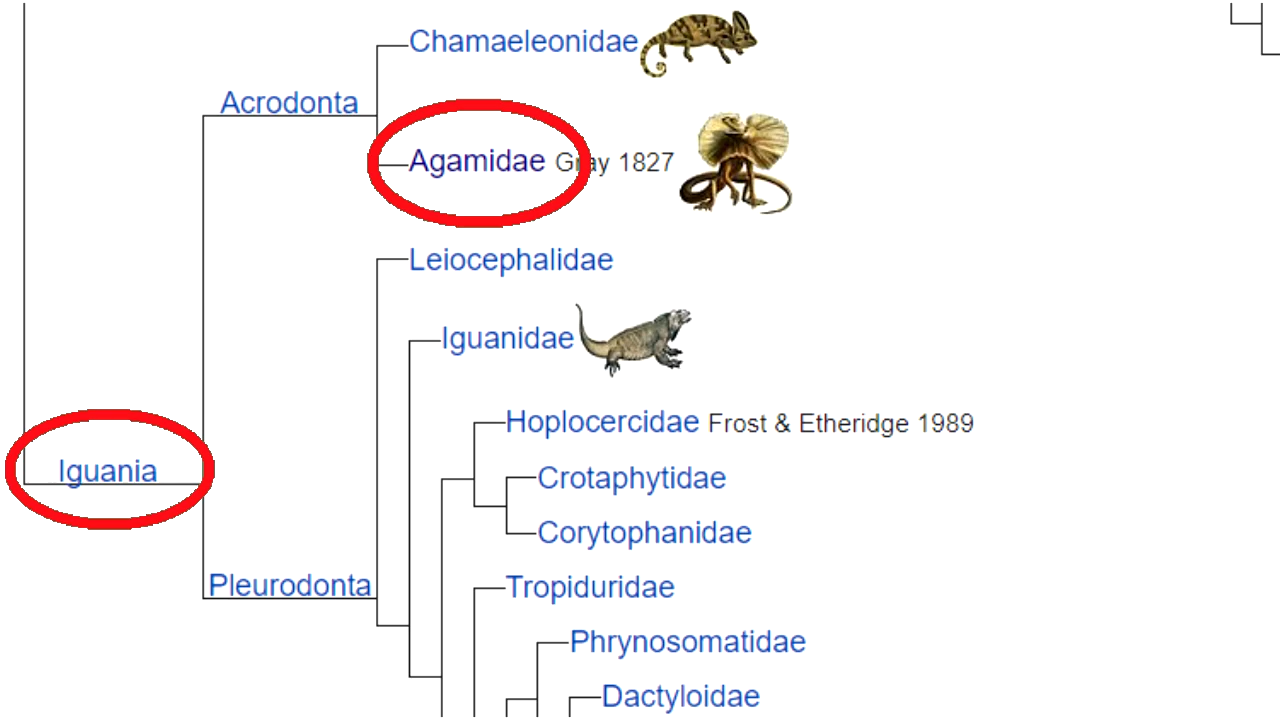 Chamaeleonidae
Acrodonta
Agamidae Gray 1827
Leiocephalidae
Iguanidae
Hoplocercidae Frost & Etheridge 1989
Iguania
Crotaphytidae
Corytophanidae
Pleurodonta
Tropiduridae
Phrynosomatidae
Dactyloidae